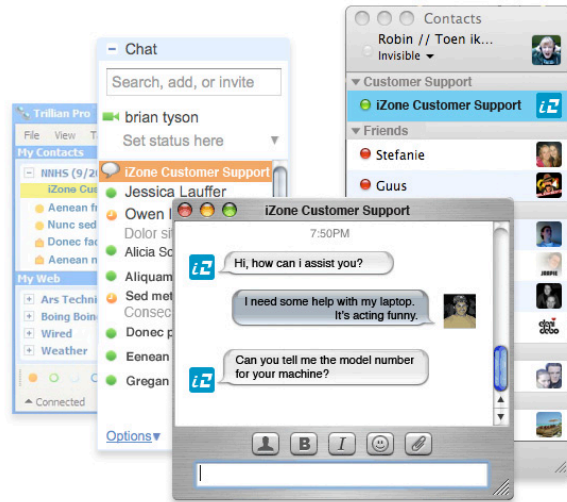 Trillian Pro
File View
My Contacts
NNHS (9/2
iZone Cus
Aenean f
Nunc sed
Donec fac
Aenean n
My Web
Ars Techni
Boing Boin
Wired
Weather
Connected
Chat
Search, add, or invite
brian tyson
Set status here
iZone Customer Support
Jessica Lauffer
Owen
Dolor si
Alicia Sc
Aliquam
Sed met
Consec
Donec p
Eenean
Gregan
Options
Contacts
Robin // Toen ik...
Invisible
Customer Support
iZone Customer Support
iZ
Friends
Stefanie
Guus
iZone Customer Support
7:50PM
iZ
Hi, how can i assist you?
I need some help with my laptop.
It's acting funny.
iZ
Can you tell me the model number
for your machine?
B I